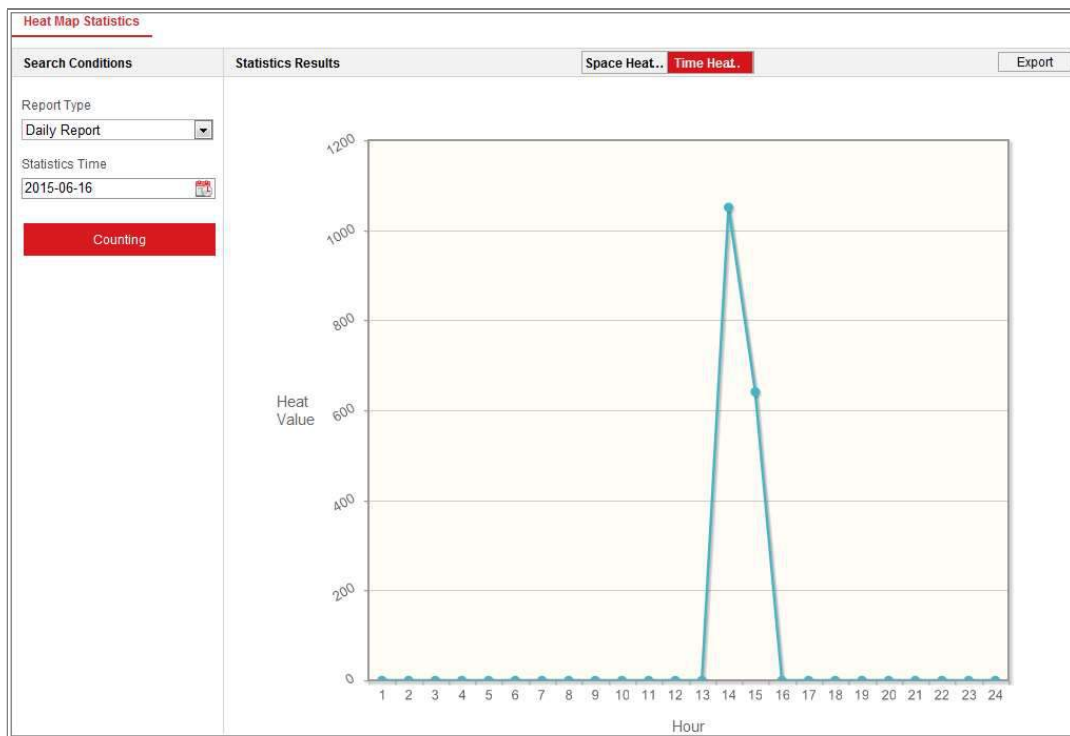 Heat Map Statistics
Search Conditions
Statistics Results
Space Heat...
Time Heat..
Export
Report Type
Daily Report
Statistics Time
2015-06-16
Counting
1200
1000
800
600
400
200
0
Heat
Value
1 2 3 4 5 6 7 8 9 10 11 12 13 14 15 16 17 18 19 20 21 22 23 24
Hour